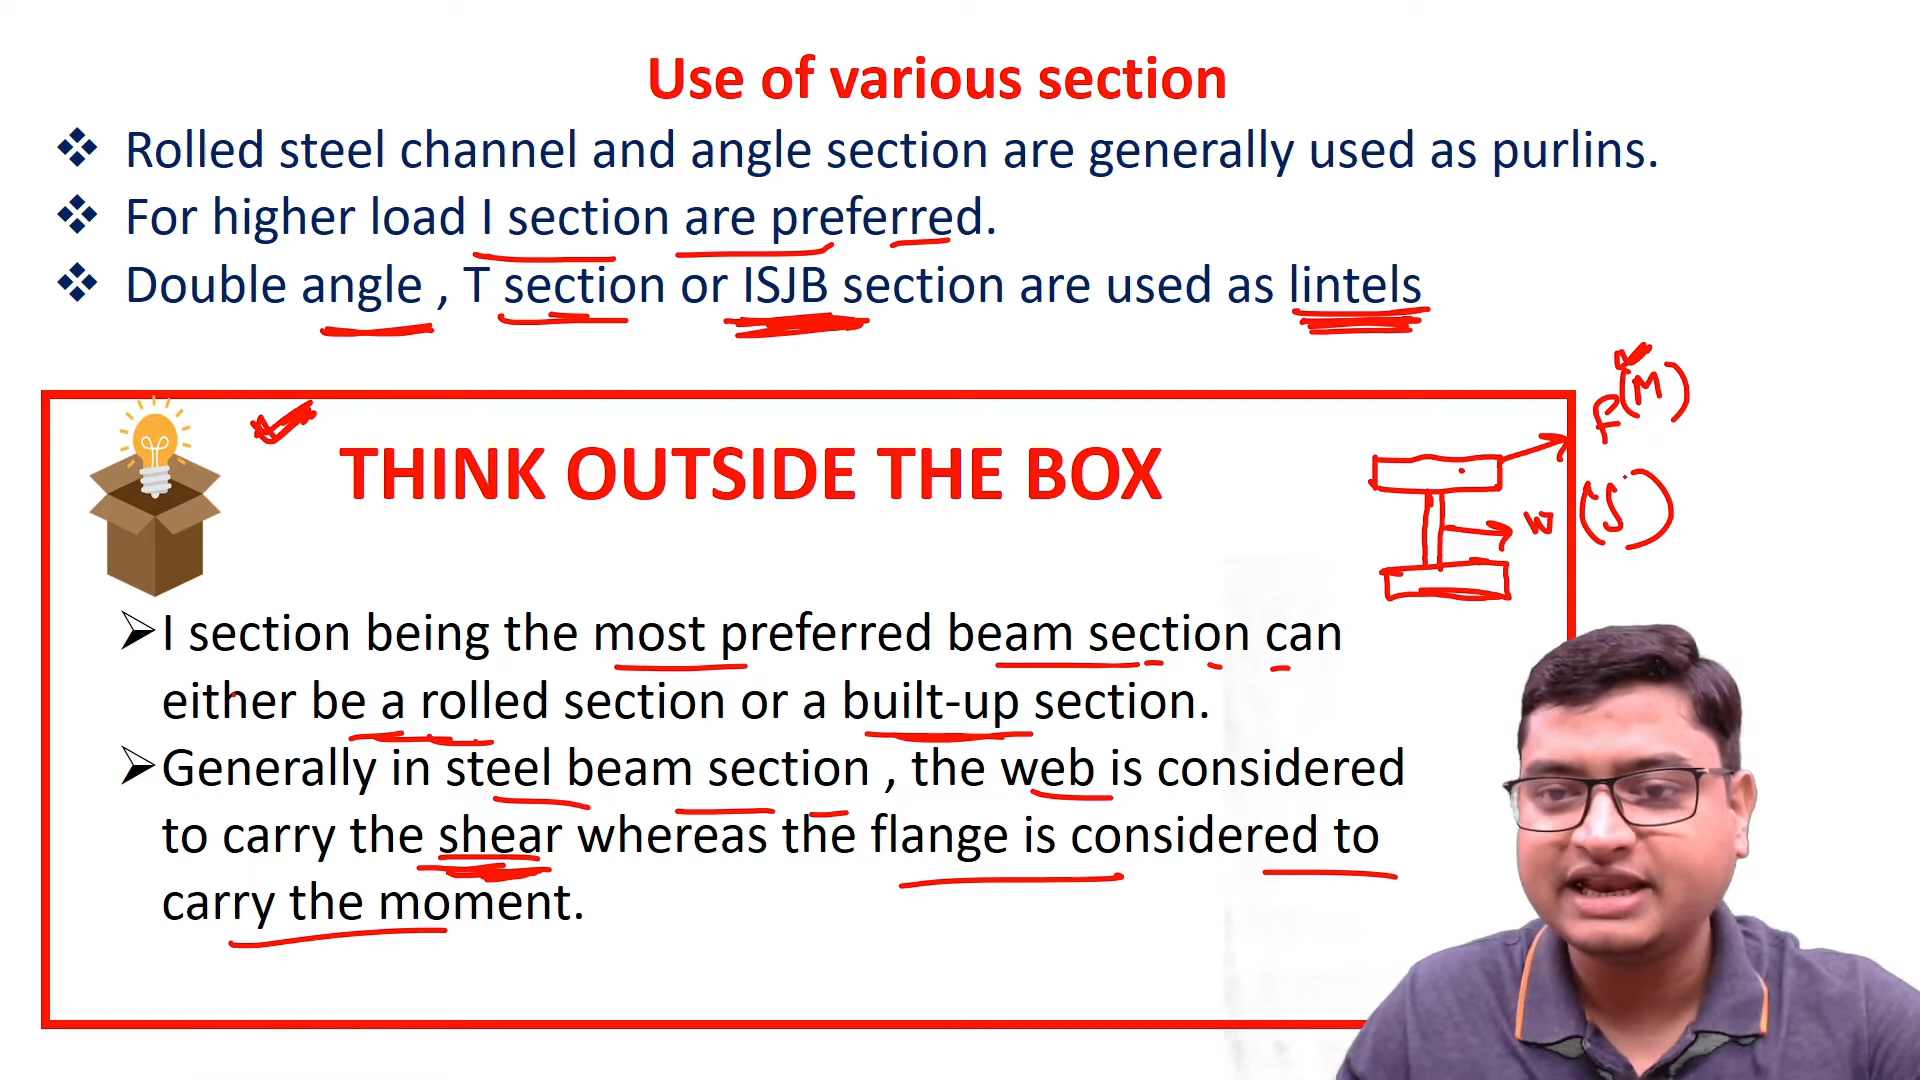 Use of various section
Rolled steel channel and angle section are generally used as purlins.
For higher load I section are preferred.
Double angle , T section or ISJB section are used as lintels
F (M)
THINK OUTSIDE THE BOX
W (S)
I section being the most preferred beam section can
either be a rolled section or a built-up section.
Generally in steel beam section , the web is considered
to carry the shear whereas the flange is considered to
carry the moment.